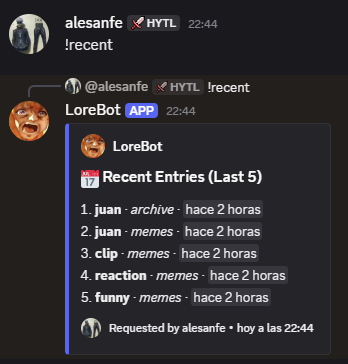 alesanfe HYTL 22:44
!recent
@alesanfe HYTL !recent
LoreBot APP 22:44
LoreBot
JUL 17 Recent Entries (Last 5)
1. juan · archive · hace 2 horas
2. juan · memes · hace 2 horas
3. clip · memes · hace 2 horas
4. reaction · memes · hace 2 horas
5. funny · memes · hace 2 horas
Requested by alesanfe • hoy a las 22:44